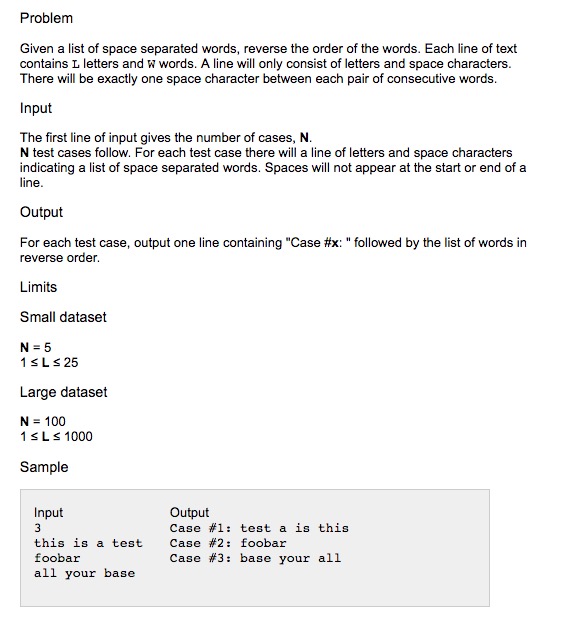 Problem
Given a list of space separated words, reverse the order of the words. Each line of text
contains L letters and W words. A line will only consist of letters and space characters.
There will be exactly one space character between each pair of consecutive words.
Input
The first line of input gives the number of cases, N.
N test cases follow. For each test case there will a line of letters and space characters
indicating a list of space separated words. Spaces will not appear at the start or end of a
line.
Output
For each test case, output one line containing "Case #x: " followed by the list of words in
reverse order.
Limits
Small dataset
N = 5
1 ≤ L ≤ 25
Large dataset
N = 100
1 ≤ L ≤ 1000
Sample
Input
3
this is a test
foobar
all your base
Output
Case #1: test a is this
Case #2: foobar
Case #3: base your all